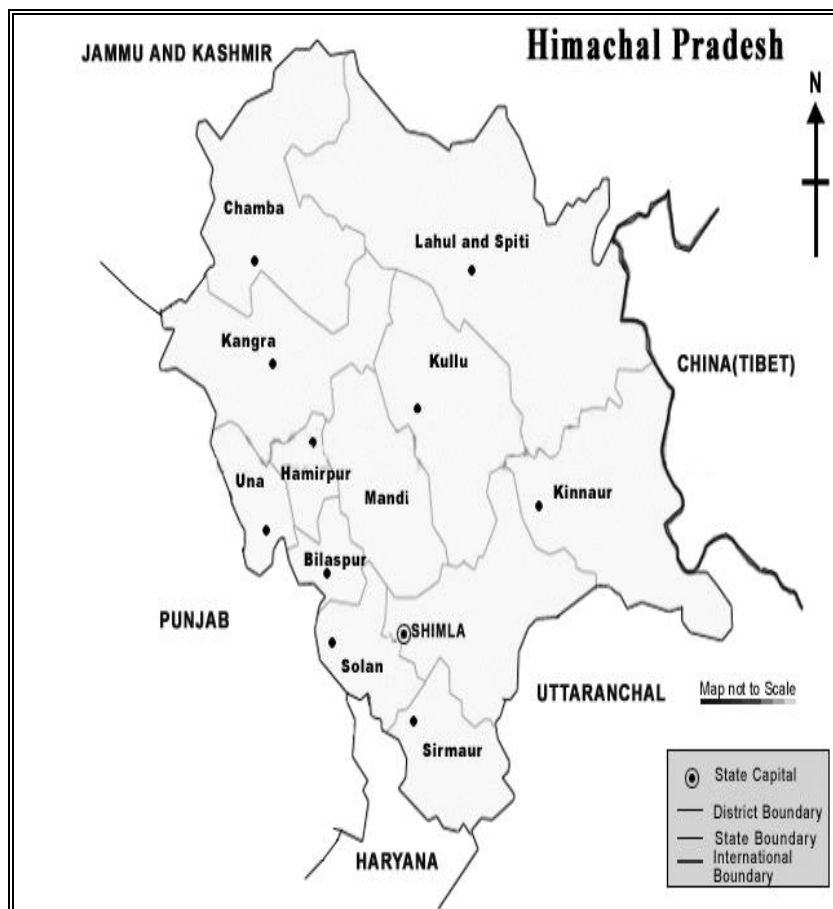 Himachal Pradesh
JAMMU AND KASHMIR
N
Chamba
Lahul and Spiti
Kangra
Kullu
CHINA(TIBET)
Una
Hamirpur
Mandi
Kinnaur
Bilaspur
PUNJAB
SHIMLA
Solan
UTTARANCHAL
Map not to Scale
Sirmaur
HARYANA
State Capital
District Boundary
State Boundary
International
Boundary